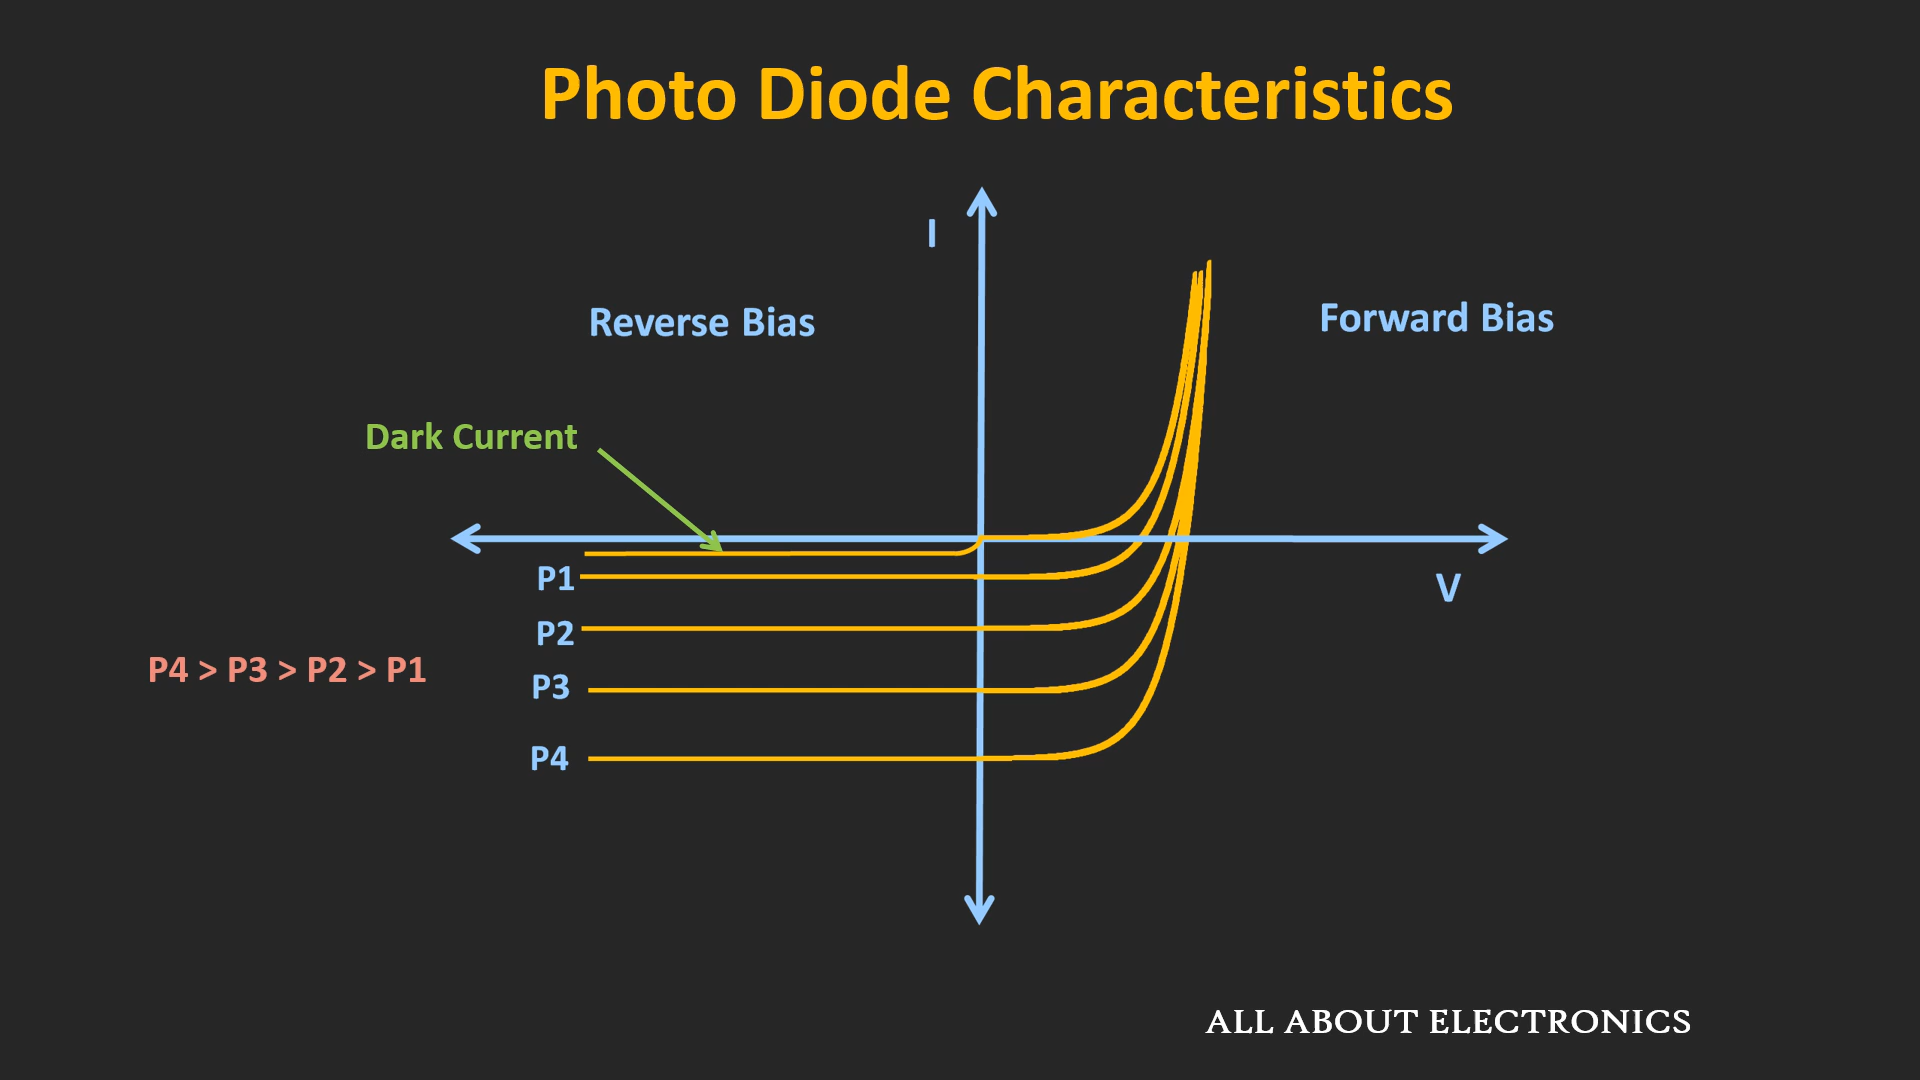 Photo Diode Characteristics
I
Reverse Bias
Forward Bias
Dark Current
P1
V
P2
P4 > P3 > P2 > P1
P3
P4
ALL ABOUT ELECTRONICS